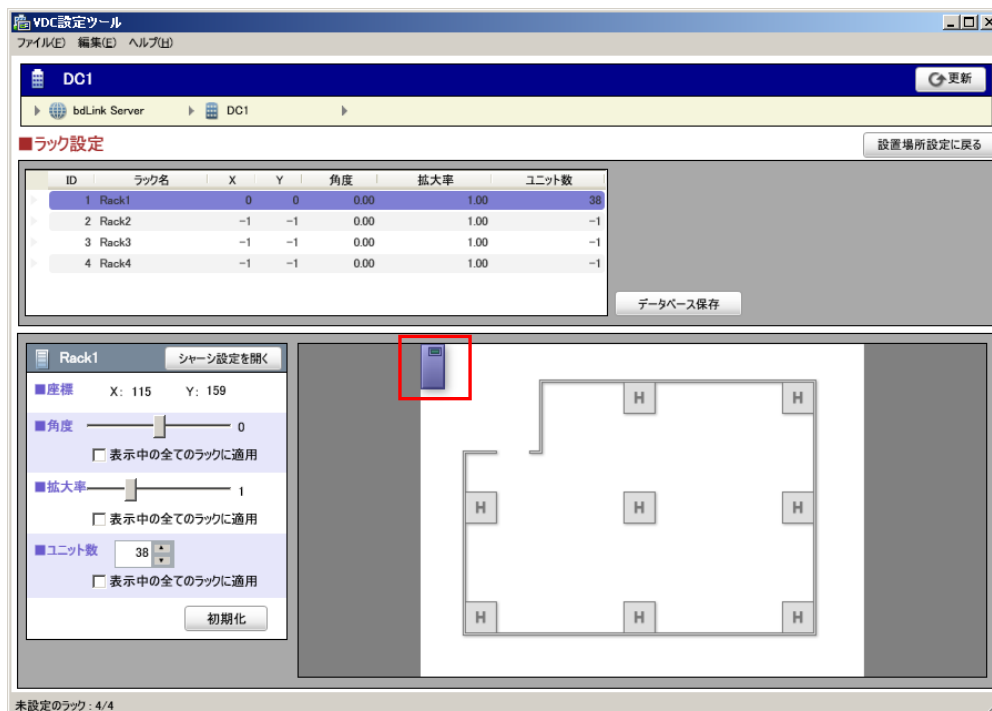 VDC設定ツール
ファイル(F) 編集(E) ヘルプ(H)
DC1 更新
bdLink Server DC1
■ラック設定 設置場所設定に戻る
ID ラック名 X Y 角度 拡大率 ユニット数
1 Rack1 0 0 0.00 1.00 38
2 Rack2 -1 -1 0.00 1.00 -1
3 Rack3 -1 -1 0.00 1.00 -1
4 Rack4 -1 -1 0.00 1.00 -1
データベース保存
Rack1 シャーシ設定を開く
■座標 X: 115 Y: 159
■角度 0
表示中の全てのラックに適用
■拡大率 1
表示中の全てのラックに適用
■ユニット数 38
表示中の全てのラックに適用
初期化
H H
H H H
H H H
未設定のラック : 4/4